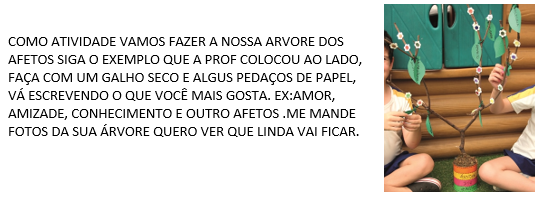 COMO ATIVIDADE VAMOS FAZER A NOSSA ARVORE DOS
AFETOS SIGA O EXEMPLO QUE A PROF COLOCOU AO LADO,
FAÇA COM UM GALHO SECO E ALGUS PEDAÇOS DE PAPEL,
VÁ ESCREVENDO O QUE VOCÊ MAIS GOSTA. EX:AMOR,
AMIZADE, CONHECIMENTO E OUTRO AFETOS .ME MANDE
FOTOS DA SUA ÁRVORE QUERO VER QUE LINDA VAI FICAR.